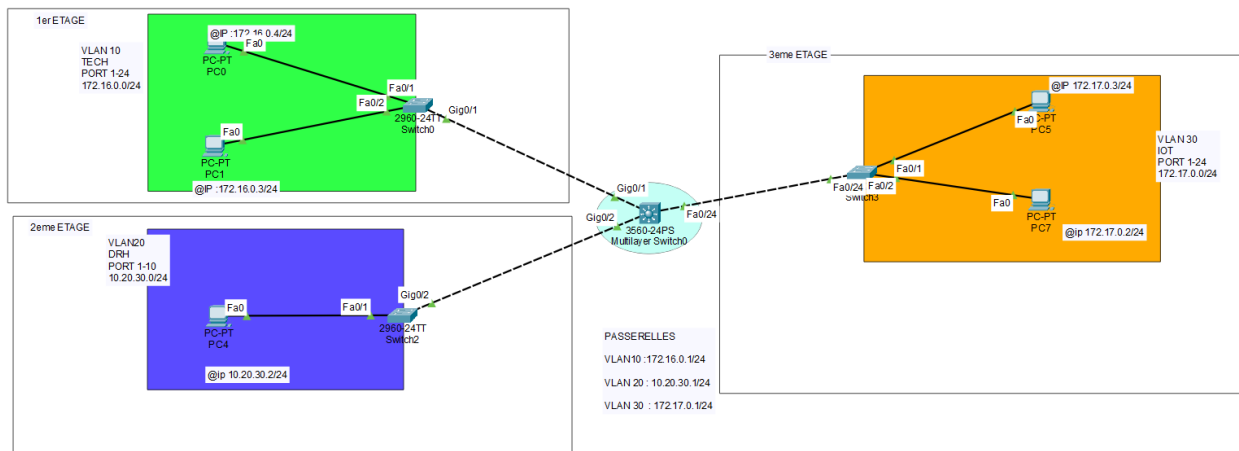 1er ETAGE
VLAN 10
TECH
PORT 1-24
172.16.0.0/24
@IP :172.16.0.4/24
Fa0
PC-PT
PC0
Fa0/1
Fa0/2
2960-24TT
Switch0
Gig0/1
Fa0
PC-PT
PC1
@IP :172.16.0.3/24
2eme ETAGE
VLAN20
DRH
PORT 1-10
10.20.30.0/24
Fa0
PC-PT
PC4
Fa0/1
Gig0/2
2960-24TT
Switch2
@ip 10.20.30.2/24
Gig0/1
Gig0/2
Fa0/24
3560-24PS
Multilayer Switch0
PASSERELLES
VLAN10 :172.16.0.1/24
VLAN 20 : 10.20.30.1/24
VLAN 30 : 172.17.0.1/24
3eme ETAGE
@IP 172.17.0.3/24
Fa0
PC-PT
PC5
Fa0/1
Fa0/24
Fa0/2
Switch3
Fa0
PC-PT
PC7
@ip 172.17.0.2/24
VLAN 30
IOT
PORT 1-24
172.17.0.0/24